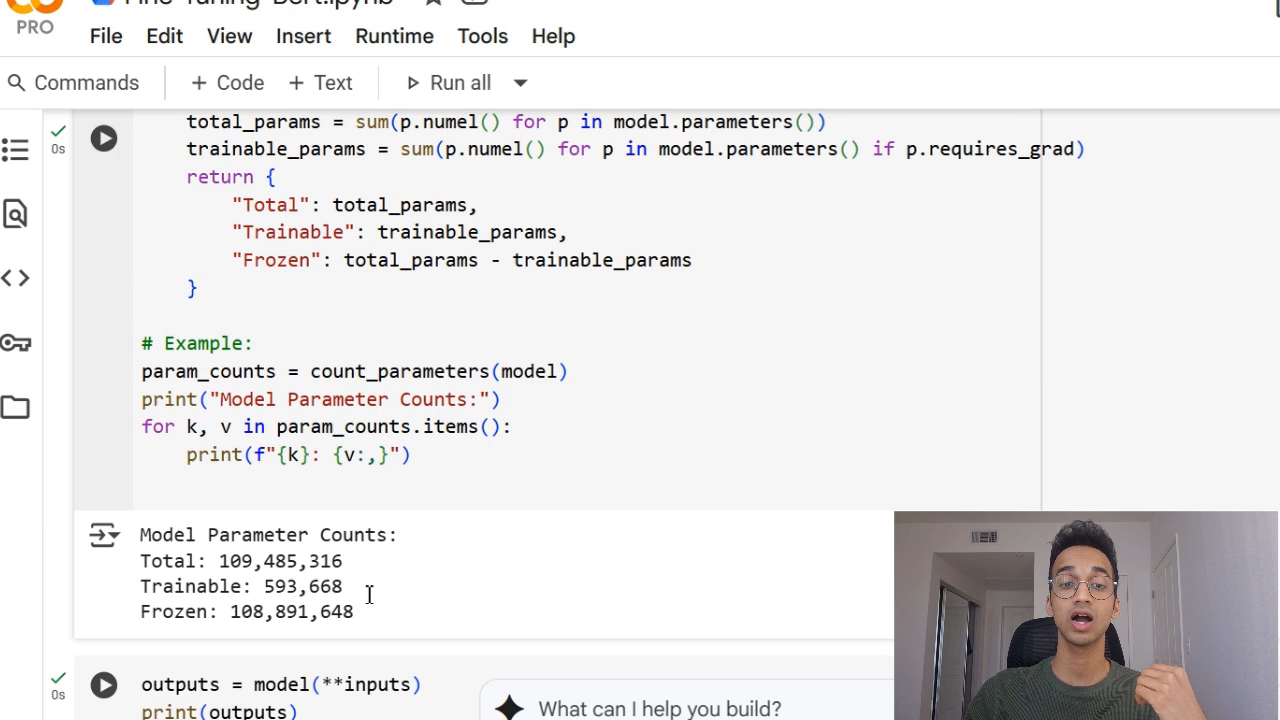 PRO
Fine-Tuning Bert.ipynb
File Edit View Insert Runtime Tools Help
Commands + Code + Text Run all
0s
total_params = sum(p.numel() for p in model.parameters())
trainable_params = sum(p.numel() for p in model.parameters() if p.requires_grad)
return {
"Total": total_params,
"Trainable": trainable_params,
"Frozen": total_params - trainable_params
}
# Example:
param_counts = count_parameters(model)
print("Model Parameter Counts:")
for k, v in param_counts.items():
print(f"{k}: {v:,}")
Model Parameter Counts:
Total: 109,485,316
Trainable: 593,668
Frozen: 108,891,648
0s
outputs = model(**inputs)
print(outputs)
What can I help you build?